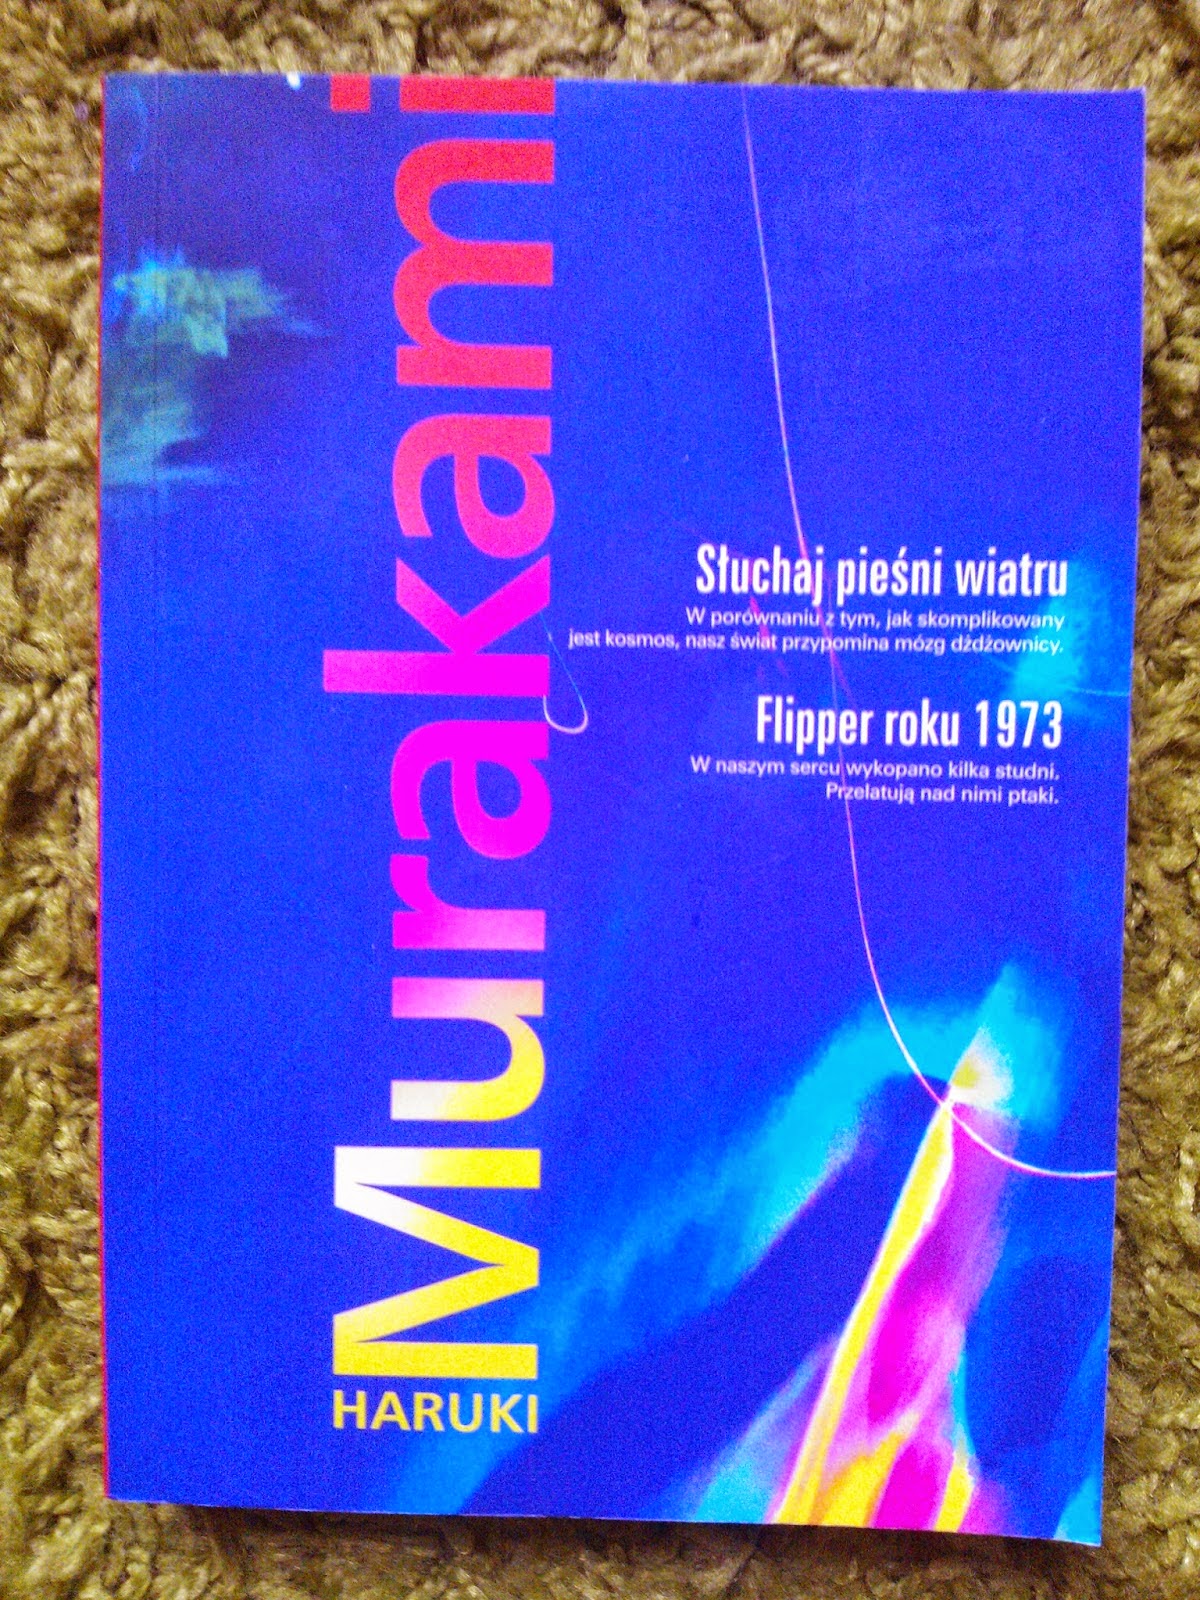 Murakami
HARUKI
Słuchaj pieśni wiatru
W porównaniu z tym, jak skomplikowany
jest kosmos, nasz świat przypomina mózg dżdżownicy.
Flipper roku 1973
W naszym sercu wykopano kilka studni.
Przelatują nad nimi ptaki.